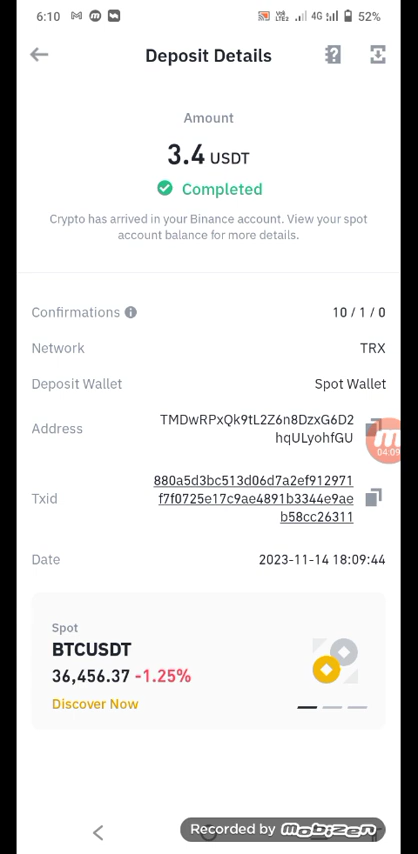 6:10
4G
52%
Deposit Details
Amount
3.4 USDT
Completed
Crypto has arrived in your Binance account. View your spot
account balance for more details.
Confirmations
10 / 1 / 0
Network
TRX
Deposit Wallet
Spot Wallet
Address
TMDwRPxQk9tL2Z6n8DzxG6D2
hqULyohfGU
04:09
Txid
880a5d3bc513d06d7a2ef912971
f7f0725e17c9ae4891b3344e9ae
b58cc26311
Date
2023-11-14 18:09:44
Spot
BTCUSDT
36,456.37 -1.25%
Discover Now
Recorded by mobizen